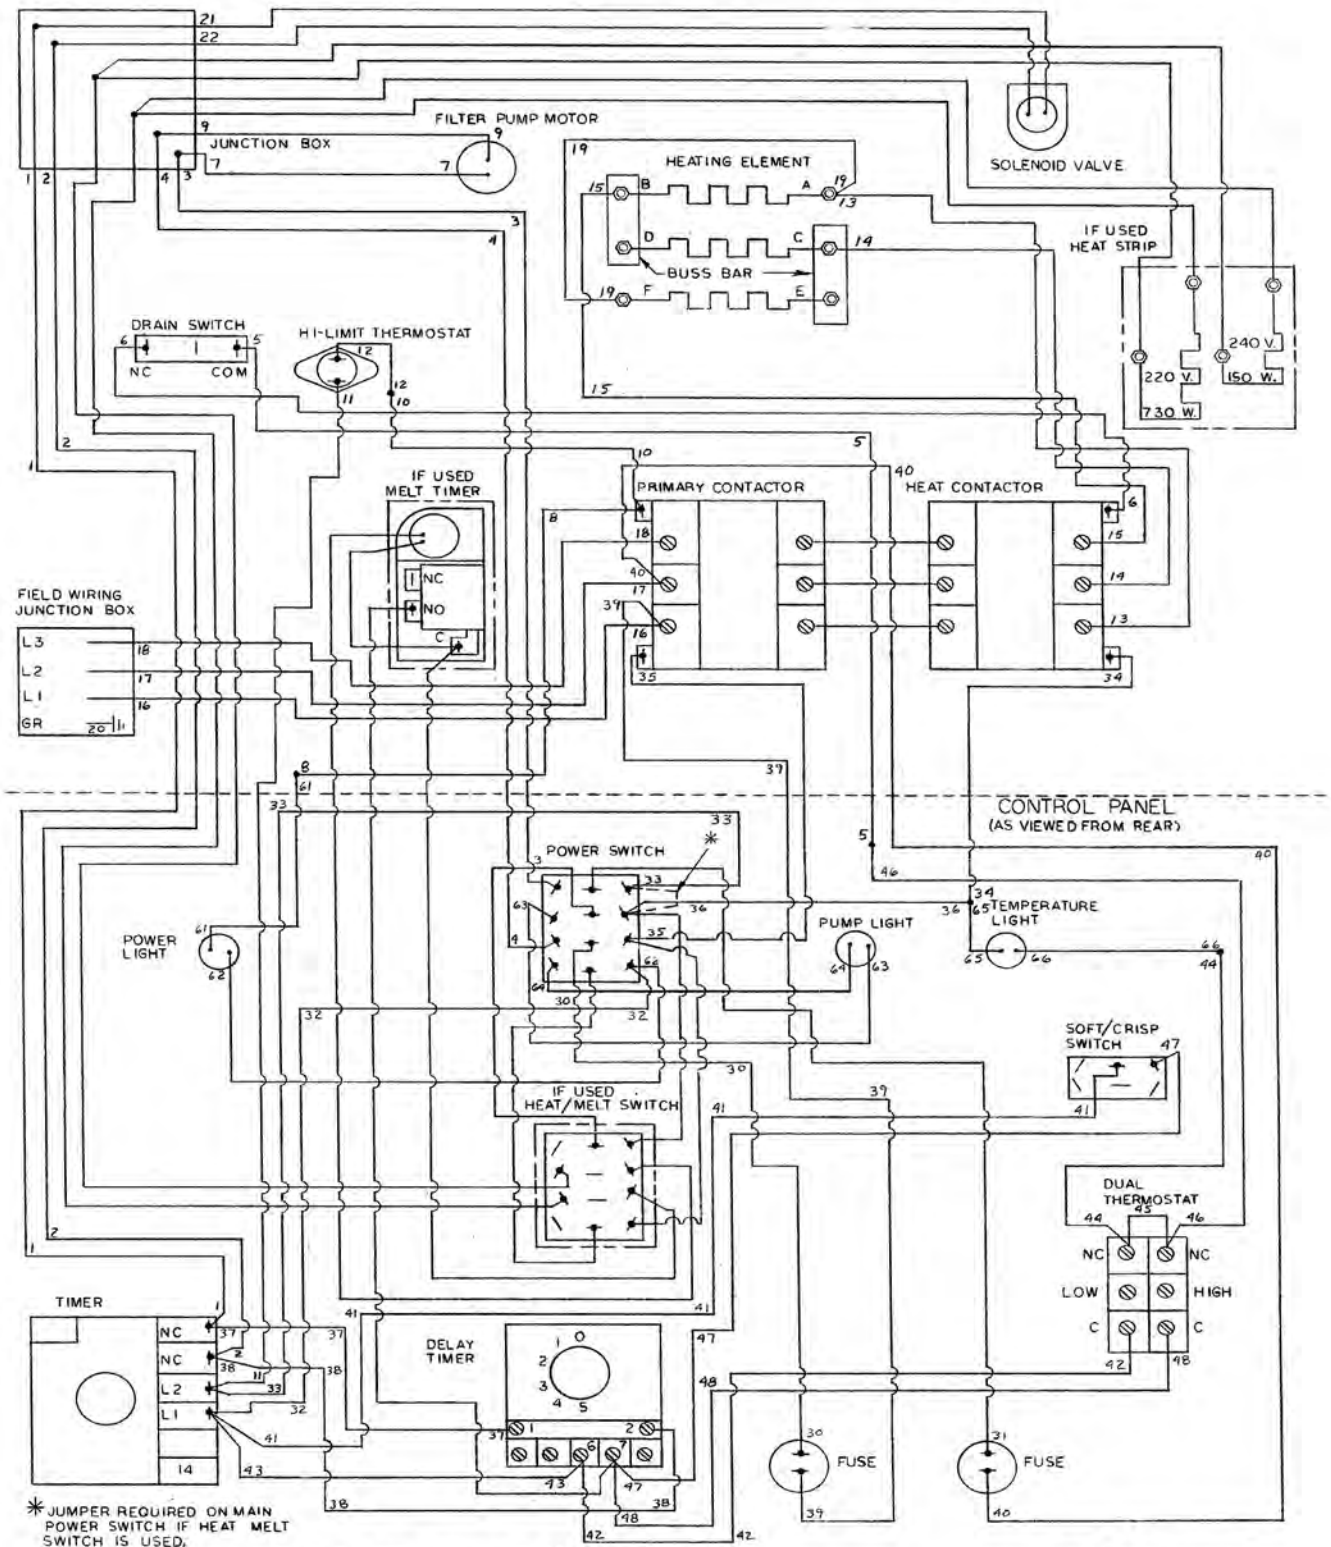 21
22
9
FILTER PUMP MOTOR
9
JUNCTION BOX
7
7
1
2
4
3
3
4
SOLENOID VALVE
19
HEATING ELEMENT
15
B
A
19
13
D
C
14
BUSS BAR
19
F
E
15
IF USED
HEAT STRIP
240 V.
220 V.
150 W.
730 W.
DRAIN SWITCH
6
5
NC
COM
HI-LIMIT THERMOSTAT
12
11
12
10
2
1
5
10
40
IF USED
MELT TIMER
NC
NO
C
PRIMARY CONTACTOR
HEAT CONTACTOR
8
18
40
17
39
16
35
6
15
14
13
34
FIELD WIRING
JUNCTION BOX
L3
18
L2
17
L1
16
GR
20
8
61
39
33
33
CONTROL PANEL
(AS VIEWED FROM REAR)
*
5
40
46
POWER SWITCH
3
33
63
36
4
35
62
64
30
32
32
34
36
65
TEMPERATURE
LIGHT
65
66
66
44
PUMP LIGHT
64
63
61
POWER
LIGHT
62
SOFT/CRISP
SWITCH
47
41
30
39
IF USED
HEAT/MELT SWITCH
41
DUAL
THERMOSTAT
45
44
46
NC
NC
LOW
HIGH
C
C
42
48
2
1
TIMER
1
NC
37
37
NC
2
38
38
L2
11
33
L1
32
41
41
43
14
DELAY
TIMER
0
1
2
3
4
5
37
1
2
6
7
43
47
38
38
48
42
42
41
47
48
30
FUSE
39
31
FUSE
40
* JUMPER REQUIRED ON MAIN
POWER SWITCH IF HEAT MELT
SWITCH IS USED.